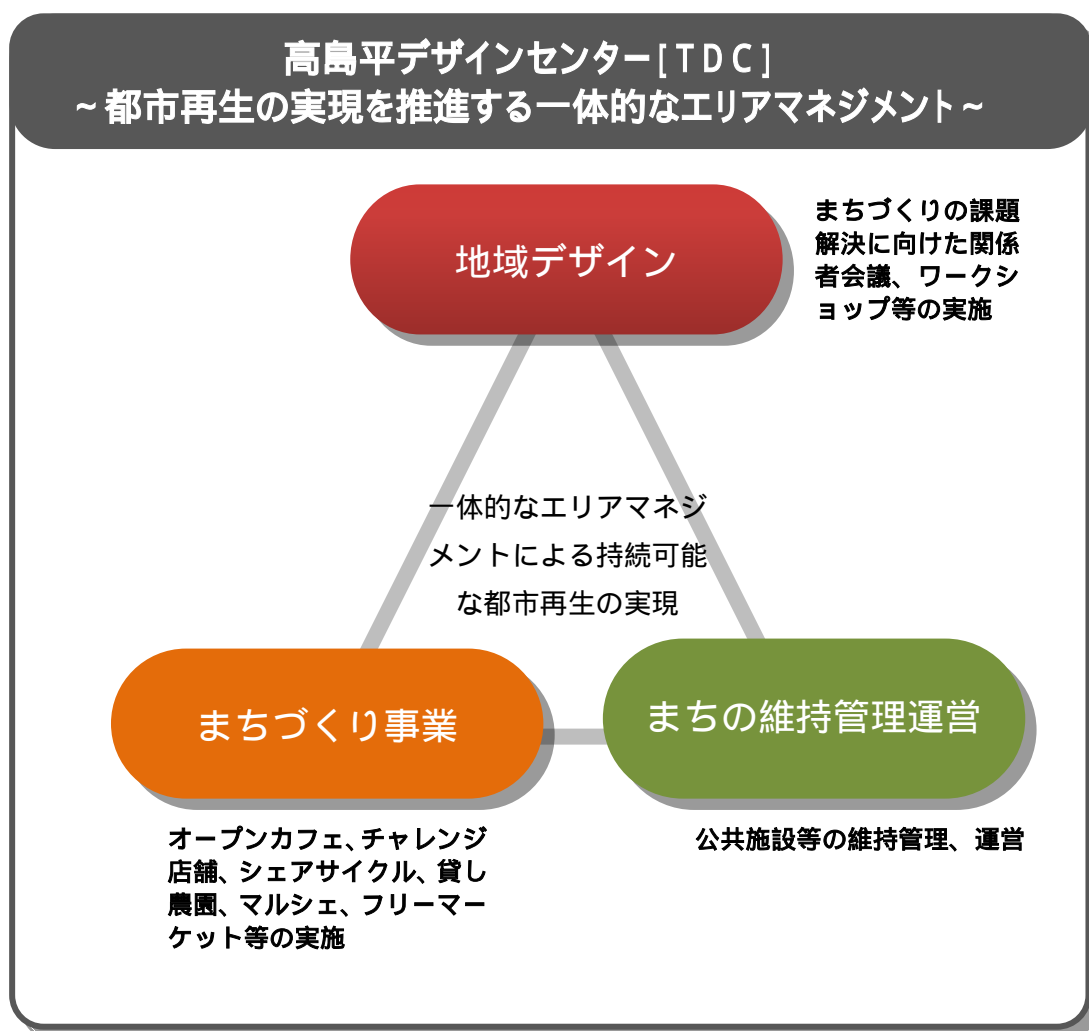 高島平デザインセンター[TDC]
~都市再生の実現を推進する一体的なエリアマネジメント~
地域デザイン
まちづくりの課題
解決に向けた関係
者会議、ワークシ
ョップ等の実施
一体的なエリアマネジ
メントによる持続可能
な都市再生の実現
まちづくり事業
まちの維持管理運営
オープンカフェ、チャレンジ
店舗、シェアサイクル、貸し
農園、マルシェ、フリーマー
ケット等の実施
公共施設等の維持管理、運営